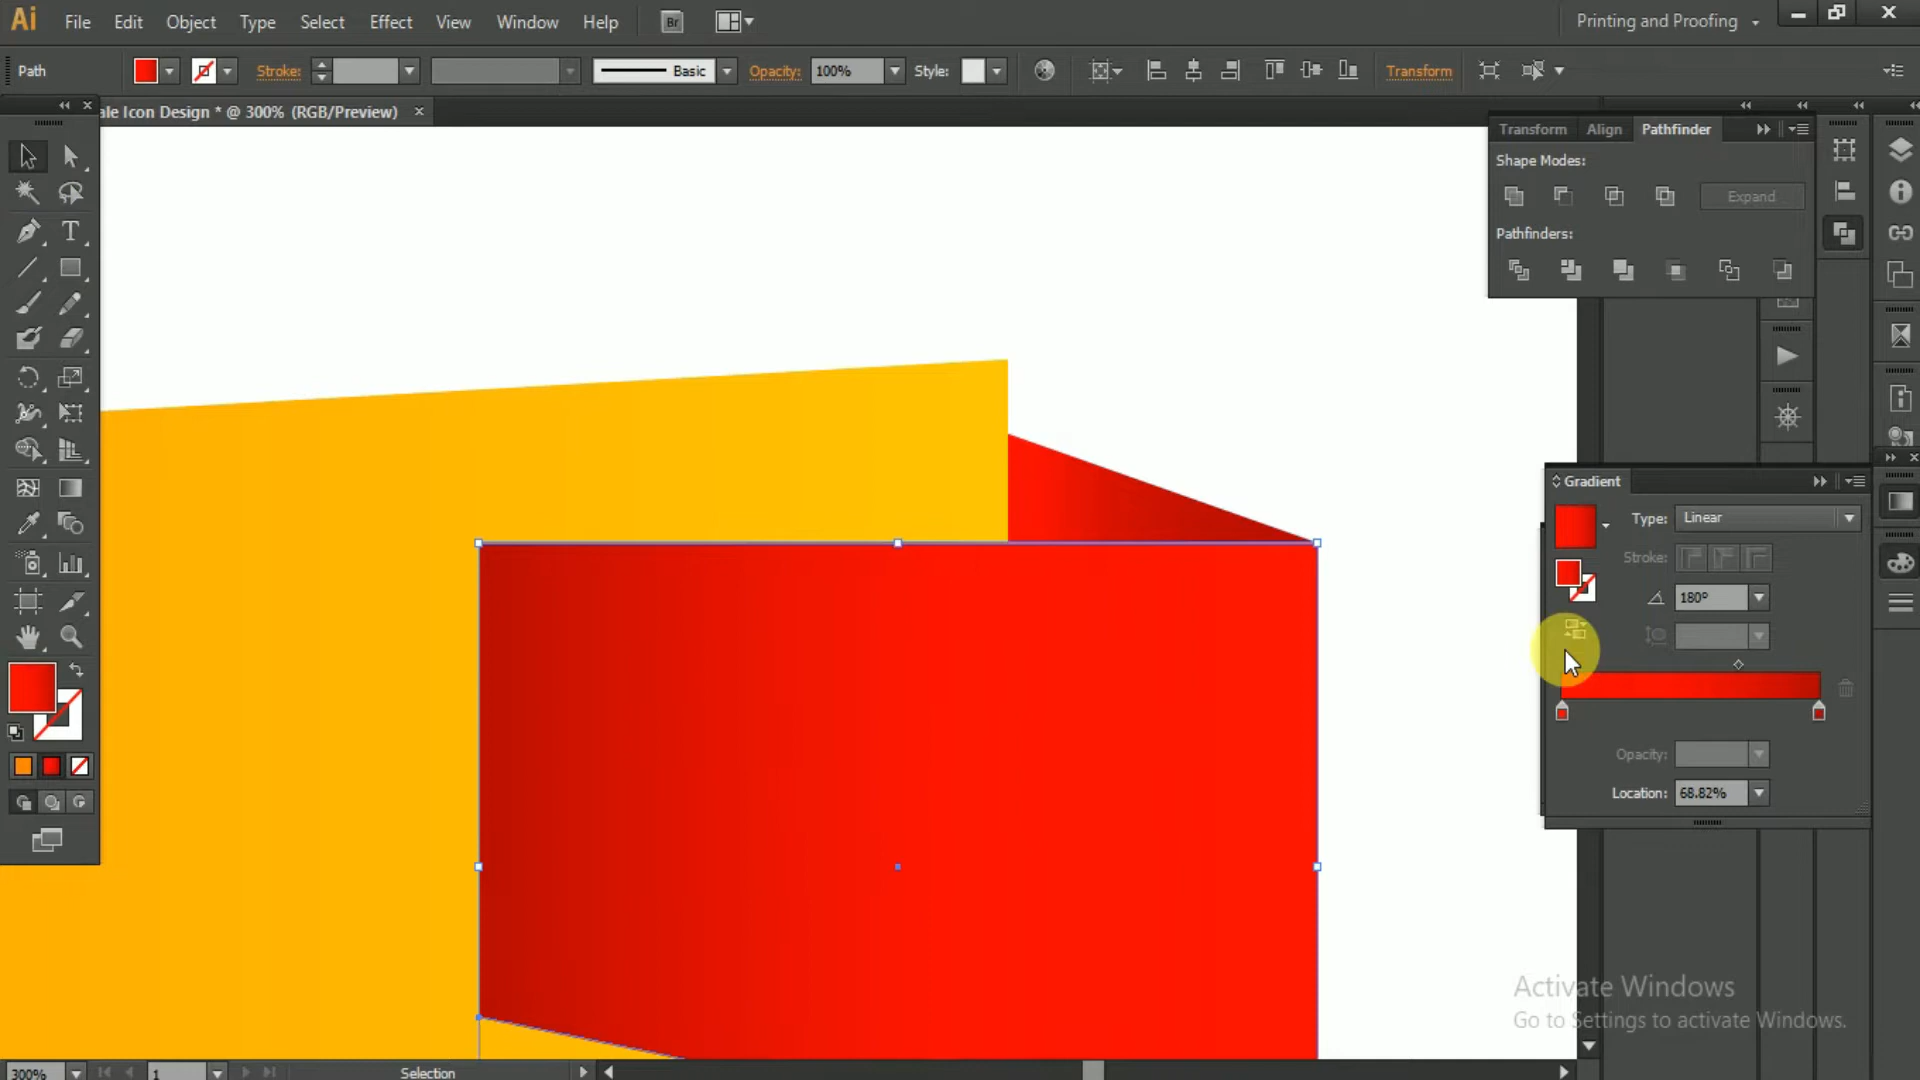 Ai File Edit Object Type Select Effect View Window Help Br Printing and Proofing
Path Stroke: Basic Opacity: 100% Style: Transform
ale Icon Design * @ 300% (RGB/Preview)
Transform Align Pathfinder
Shape Modes:
Expand
Pathfinders:
Gradient
Type: Linear
Stroke:
180°
Opacity:
Location: 68.82%
Activate Windows
Go to Settings to activate Windows.
300% 1 Selection